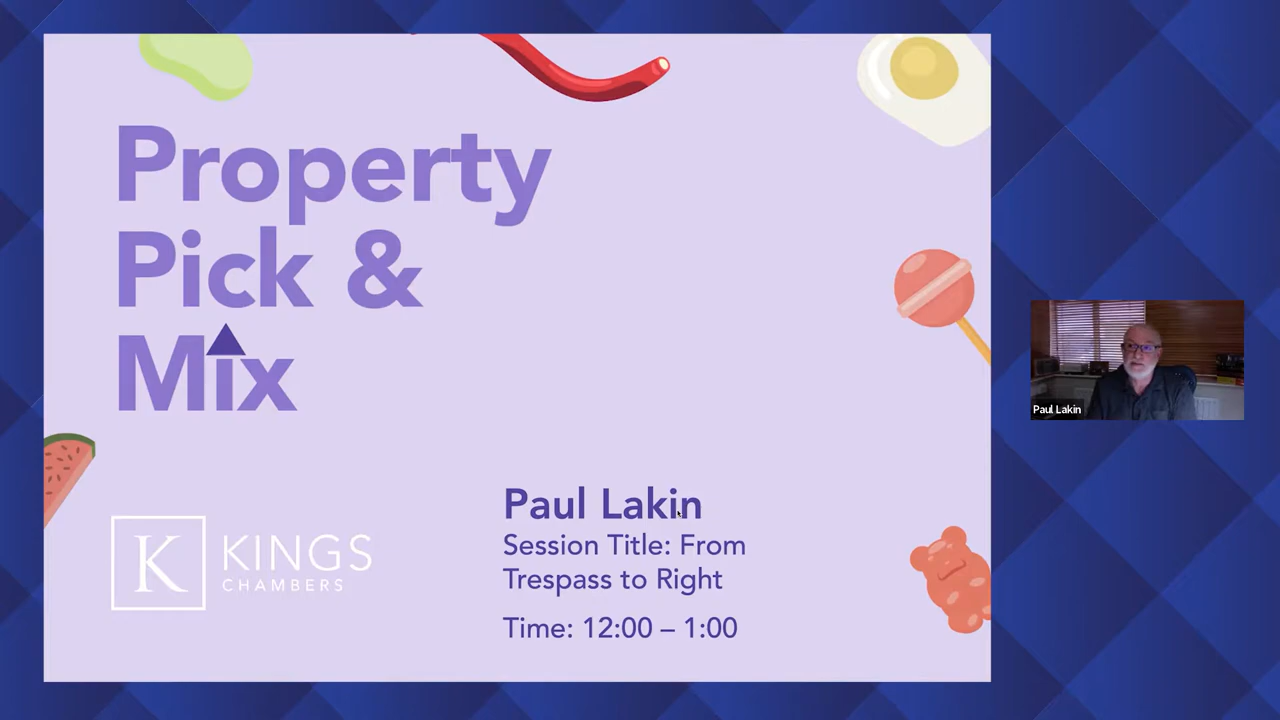 Property
Pick &
Mix
K KINGS
CHAMBERS
Paul Lakin
Session Title: From
Trespass to Right
Time: 12:00 – 1:00
Paul Lakin